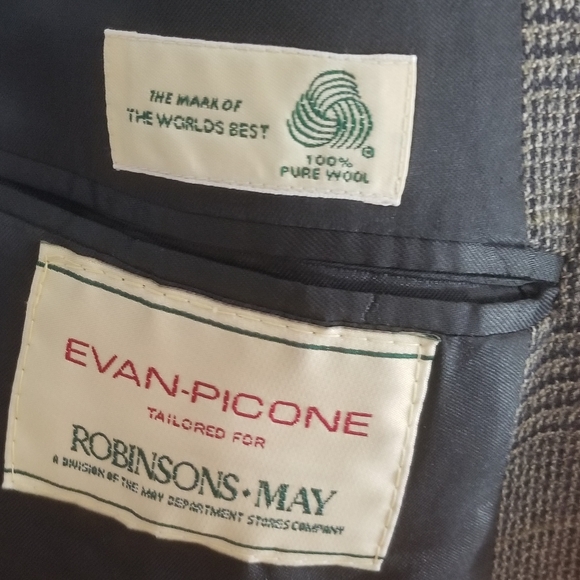 THE MARK OF
THE WORLDS BEST
100%
PURE WOOL
EVAN-PICONE
TAILORED FOR
ROBINSONS·MAY
A DIVISION OF THE MAY DEPARTMENT STORES COMPANY